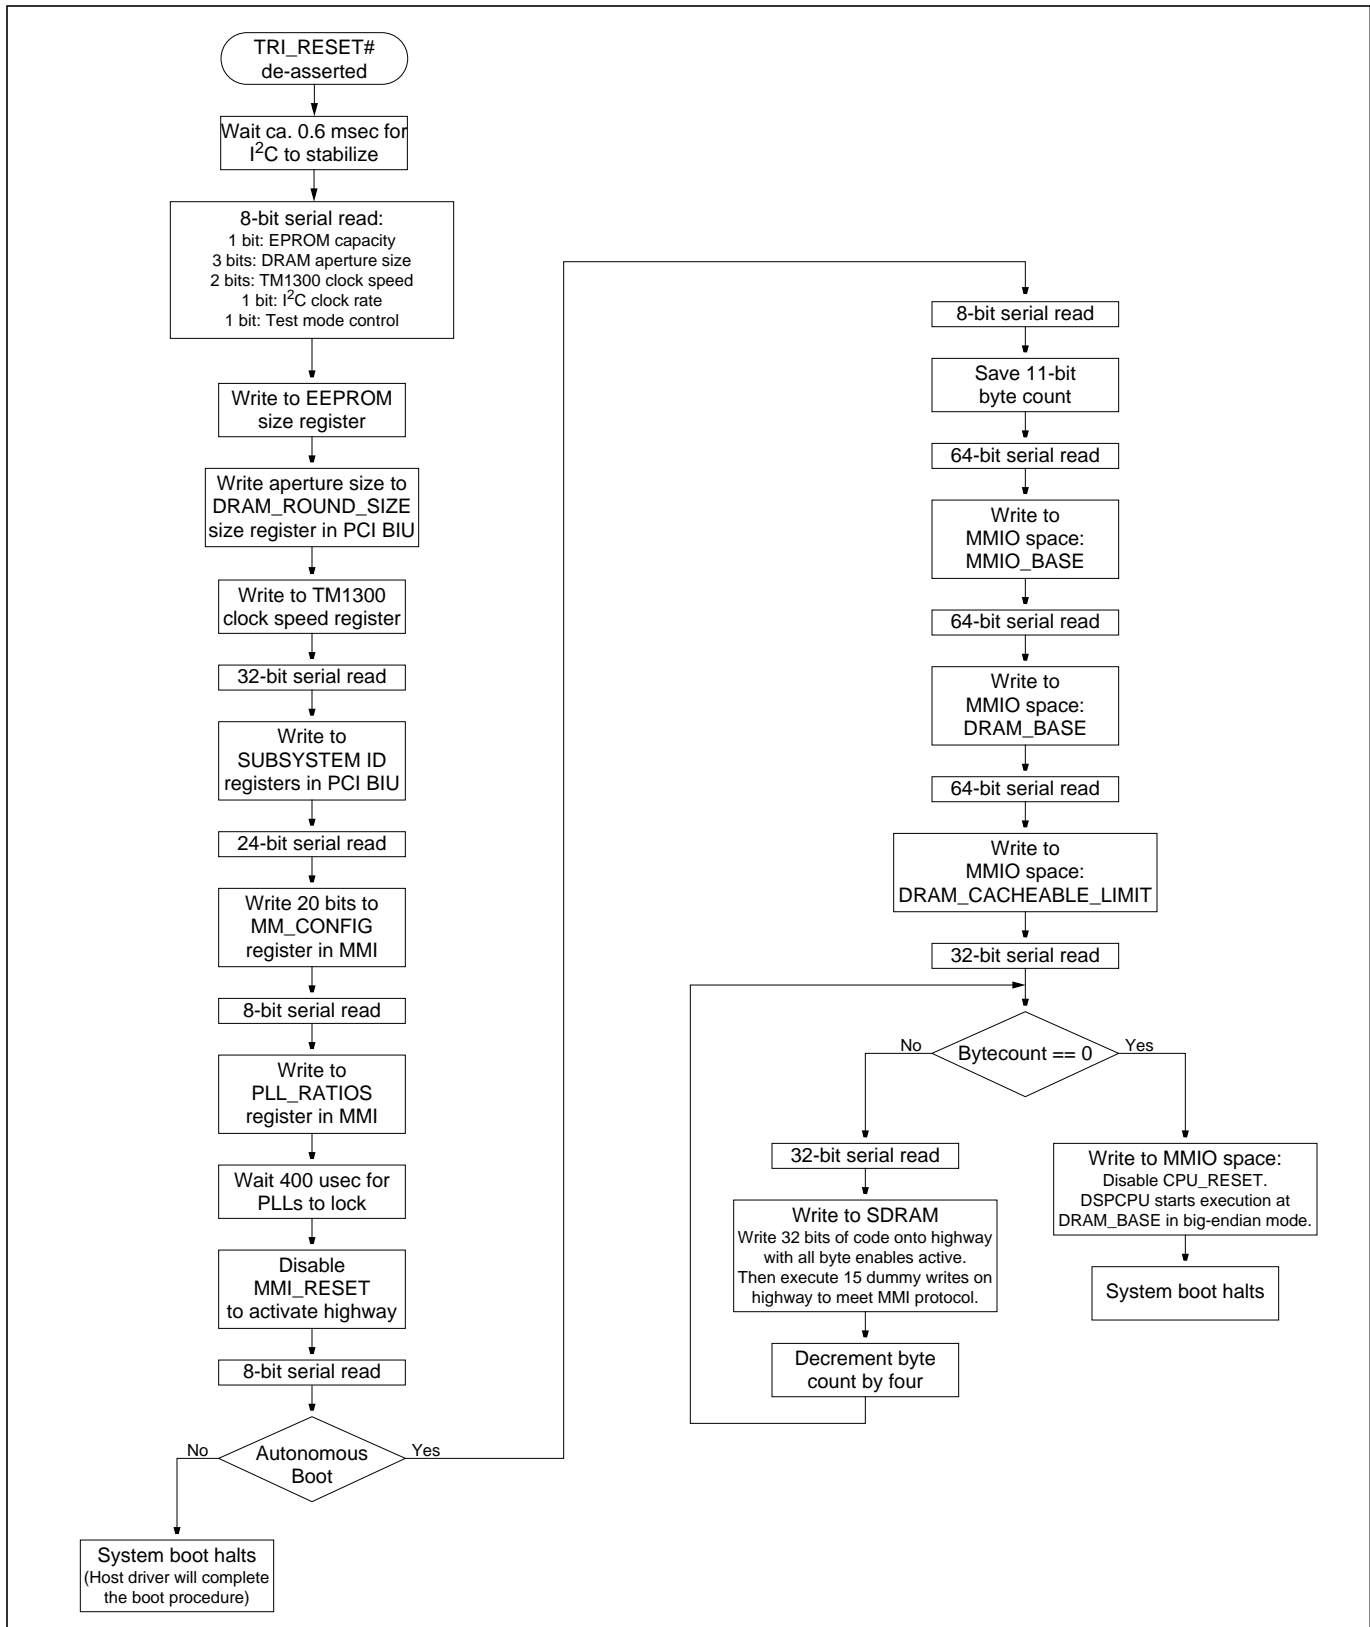 TRI_RESET#
de-asserted
Wait ca. 0.6 msec for
I²C to stabilize
8-bit serial read:
1 bit: EPROM capacity
3 bits: DRAM aperture size
2 bits: TM1300 clock speed
1 bit: I²C clock rate
1 bit: Test mode control
Write to EEPROM
size register
Write aperture size to
DRAM_ROUND_SIZE
size register in PCI BIU
Write to TM1300
clock speed register
32-bit serial read
Write to
SUBSYSTEM ID
registers in PCI BIU
24-bit serial read
Write 20 bits to
MM_CONFIG
register in MMI
8-bit serial read
Write to
PLL_RATIOS
register in MMI
Wait 400 usec for
PLLs to lock
Disable
MMI_RESET
to activate highway
8-bit serial read
No
Autonomous
Boot
Yes
System boot halts
(Host driver will complete
the boot procedure)
8-bit serial read
Save 11-bit
byte count
64-bit serial read
Write to
MMIO space:
MMIO_BASE
64-bit serial read
Write to
MMIO space:
DRAM_BASE
64-bit serial read
Write to
MMIO space:
DRAM_CACHEABLE_LIMIT
32-bit serial read
No
Bytecount == 0
Yes
32-bit serial read
Write to SDRAM
Write 32 bits of code onto highway
with all byte enables active.
Then execute 15 dummy writes on
highway to meet MMI protocol.
Decrement byte
count by four
Write to MMIO space:
Disable CPU_RESET.
DSPCPU starts execution at
DRAM_BASE in big-endian mode.
System boot halts